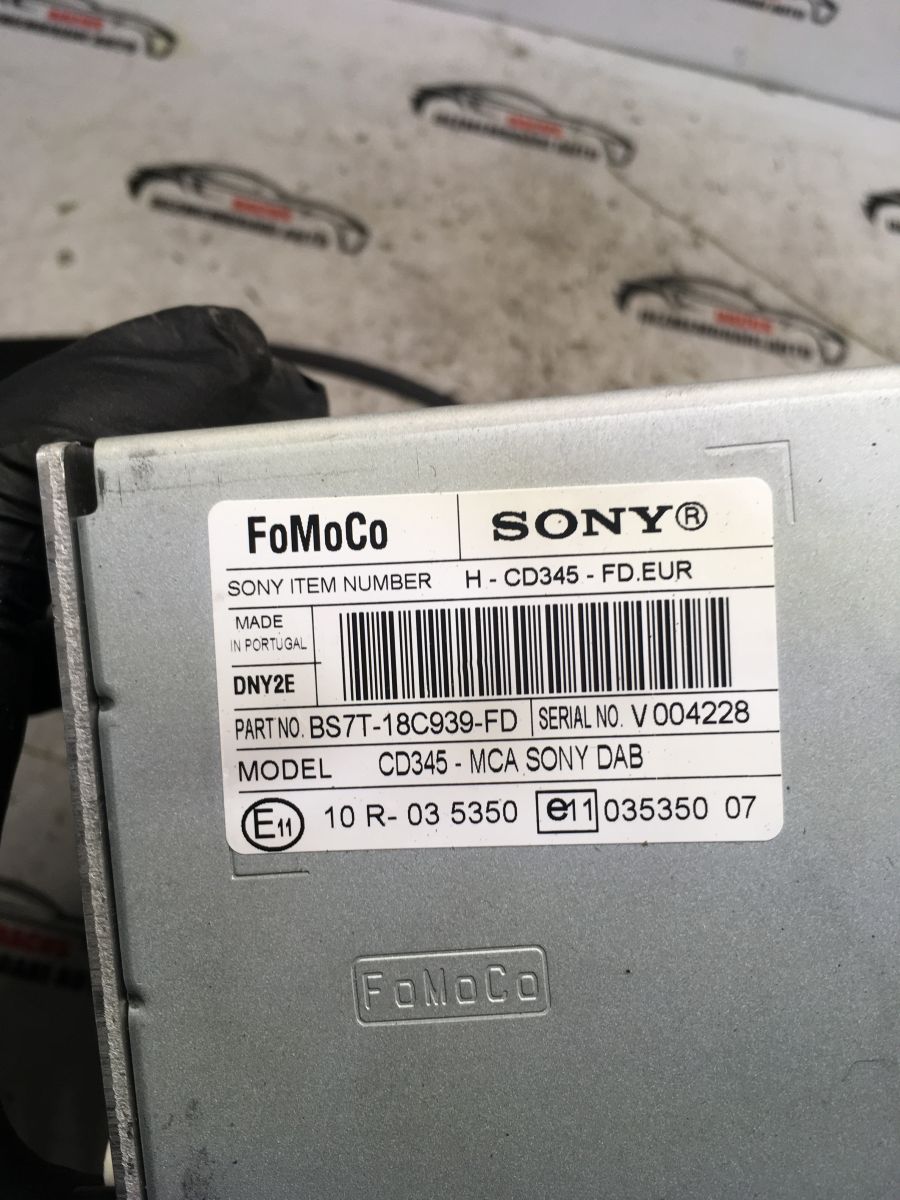 FoMoCo
SONY®
SONY ITEM NUMBER H - CD345 - FD.EUR
MADE
IN PORTUGAL
DNY2E
PART NO. BS7T-18C939-FD SERIAL NO. V 004228
MODEL CD345 - MCA SONY DAB
E11 10 R- 03 5350 e11 035350 07
FoMoCo